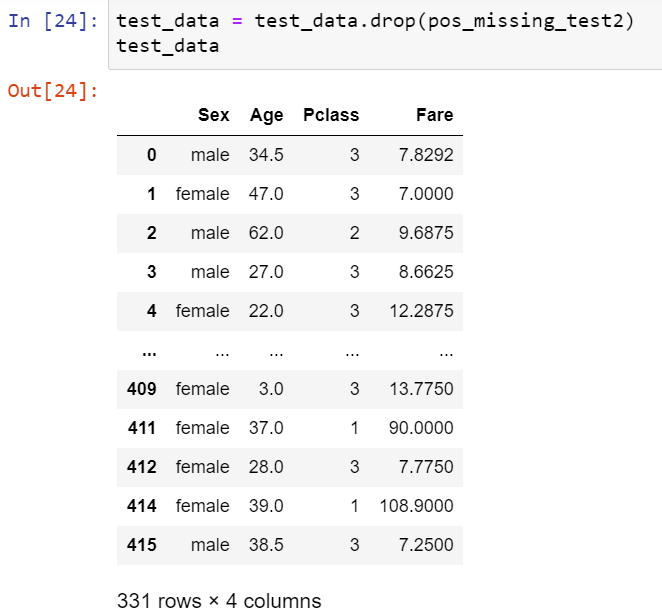 In [24]: test_data = test_data.drop(pos_missing_test2)
test_data
Out[24]:
Sex Age Pclass Fare
0 male 34.5 3 7.8292
1 female 47.0 3 7.0000
2 male 62.0 2 9.6875
3 male 27.0 3 8.6625
4 female 22.0 3 12.2875
... ... ... ... ...
409 female 3.0 3 13.7750
411 female 37.0 1 90.0000
412 female 28.0 3 7.7750
414 female 39.0 1 108.9000
415 male 38.5 3 7.2500
331 rows × 4 columns